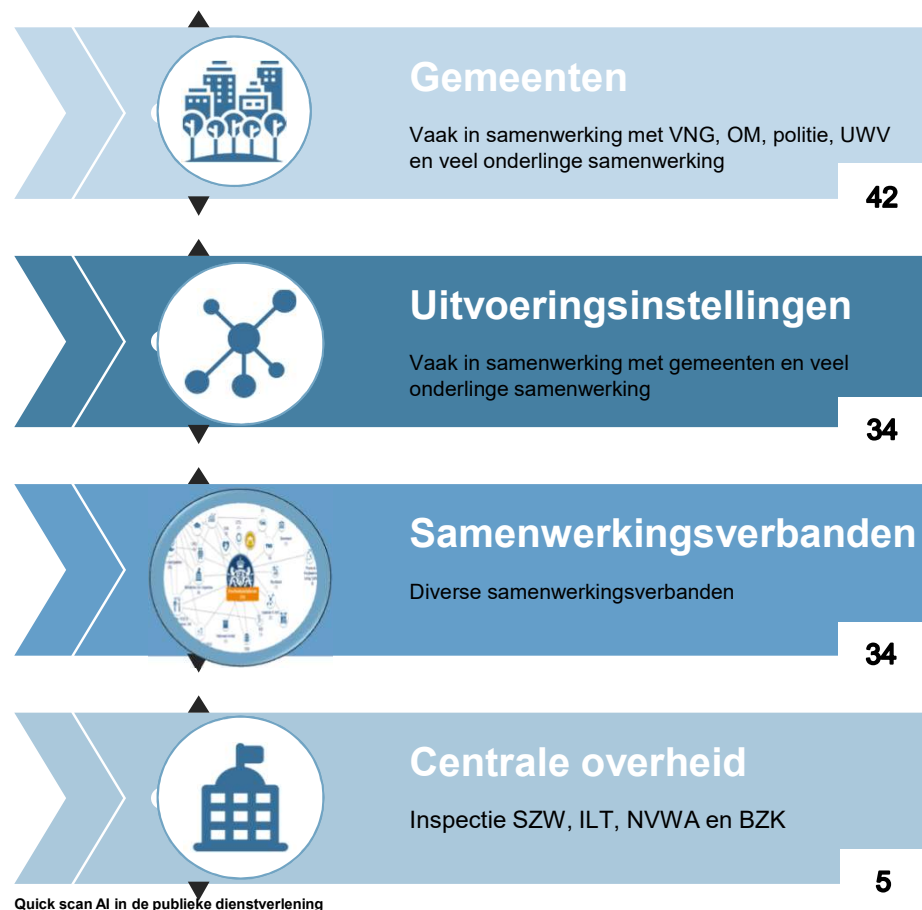 Gemeenten
Vaak in samenwerking met VNG, OM, politie, UWV
en veel onderlinge samenwerking
42
Uitvoeringsinstellingen
Vaak in samenwerking met gemeenten en veel
onderlinge samenwerking
34
Samenwerkingsverbanden
Diverse samenwerkingsverbanden
34
Centrale overheid
Inspectie SZW, ILT, NVWA en BZK
5
Quick scan AI in de publieke dienstverlening